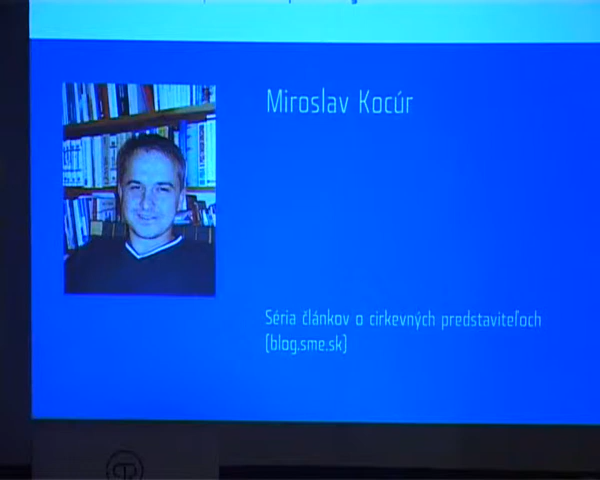 Miroslav Kocúr
Séria článkov o cirkevných predstaviteľoch
(blog.sme.sk)